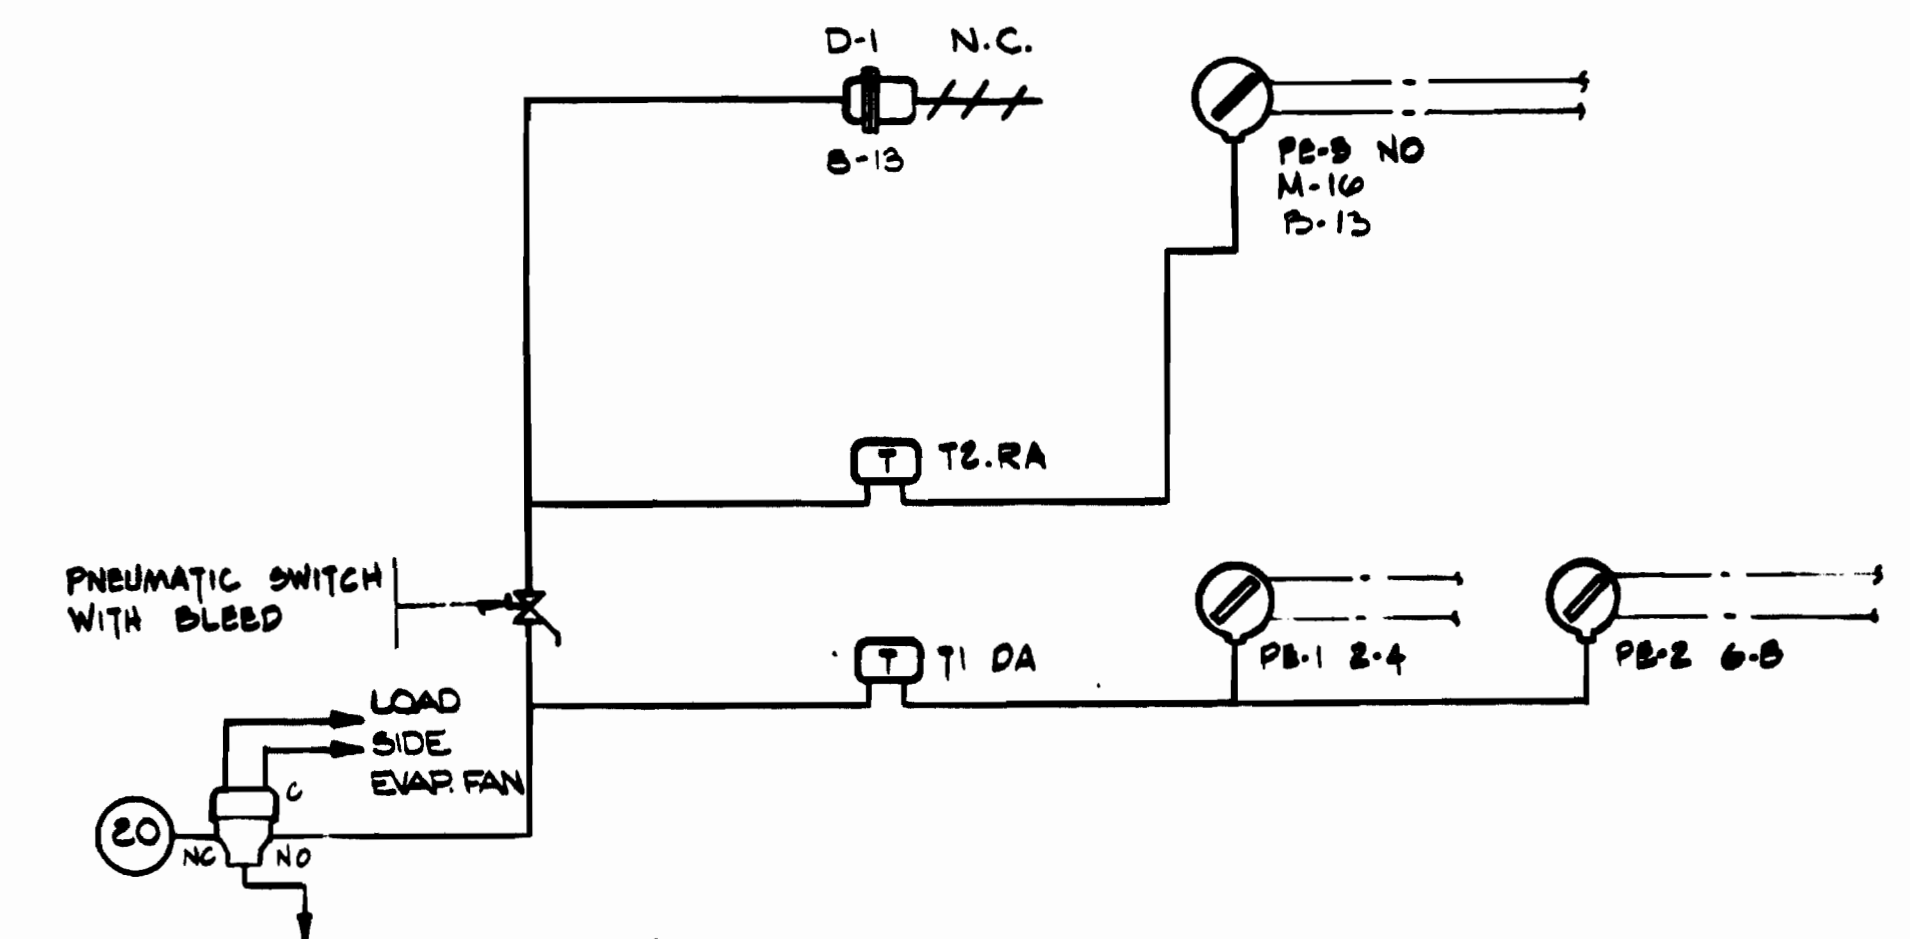 D-1 N.C.
8-13
PE-3 NO
M-16
B-13
T
T2.RA
PNEUMATIC SWITCH
WITH BLEED
T
T1 DA
PE-1 2-4
PE-2 6-8
LOAD
SIDE
EVAP. FAN
C
20
NC
NO